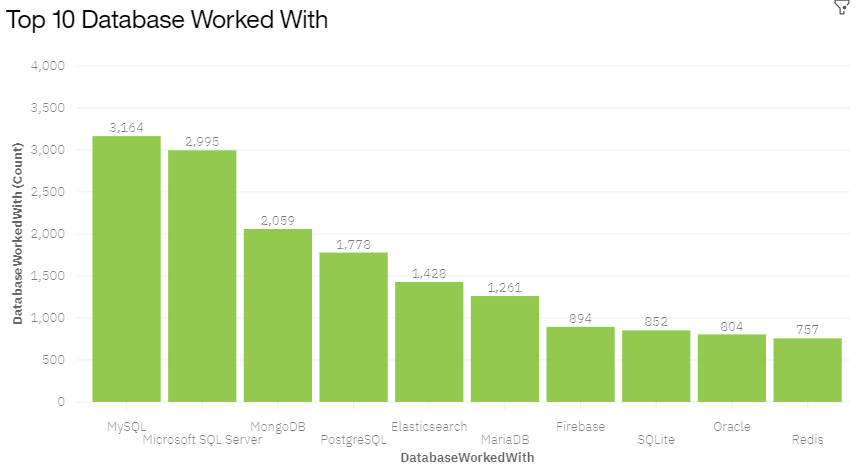 Top 10 Database Worked With
4,000
3,500
3,000
2,500
2,000
1,500
1,000
500
0
DatabaseWorkedWith (Count)
3,164
2,995
2,059
1,778
1,428
1,261
894
852
804
757
MySQL
Microsoft SQL Server
MongoDB
PostgreSQL
Elasticsearch
MariaDB
Firebase
SQLite
Oracle
Redis
DatabaseWorkedWith